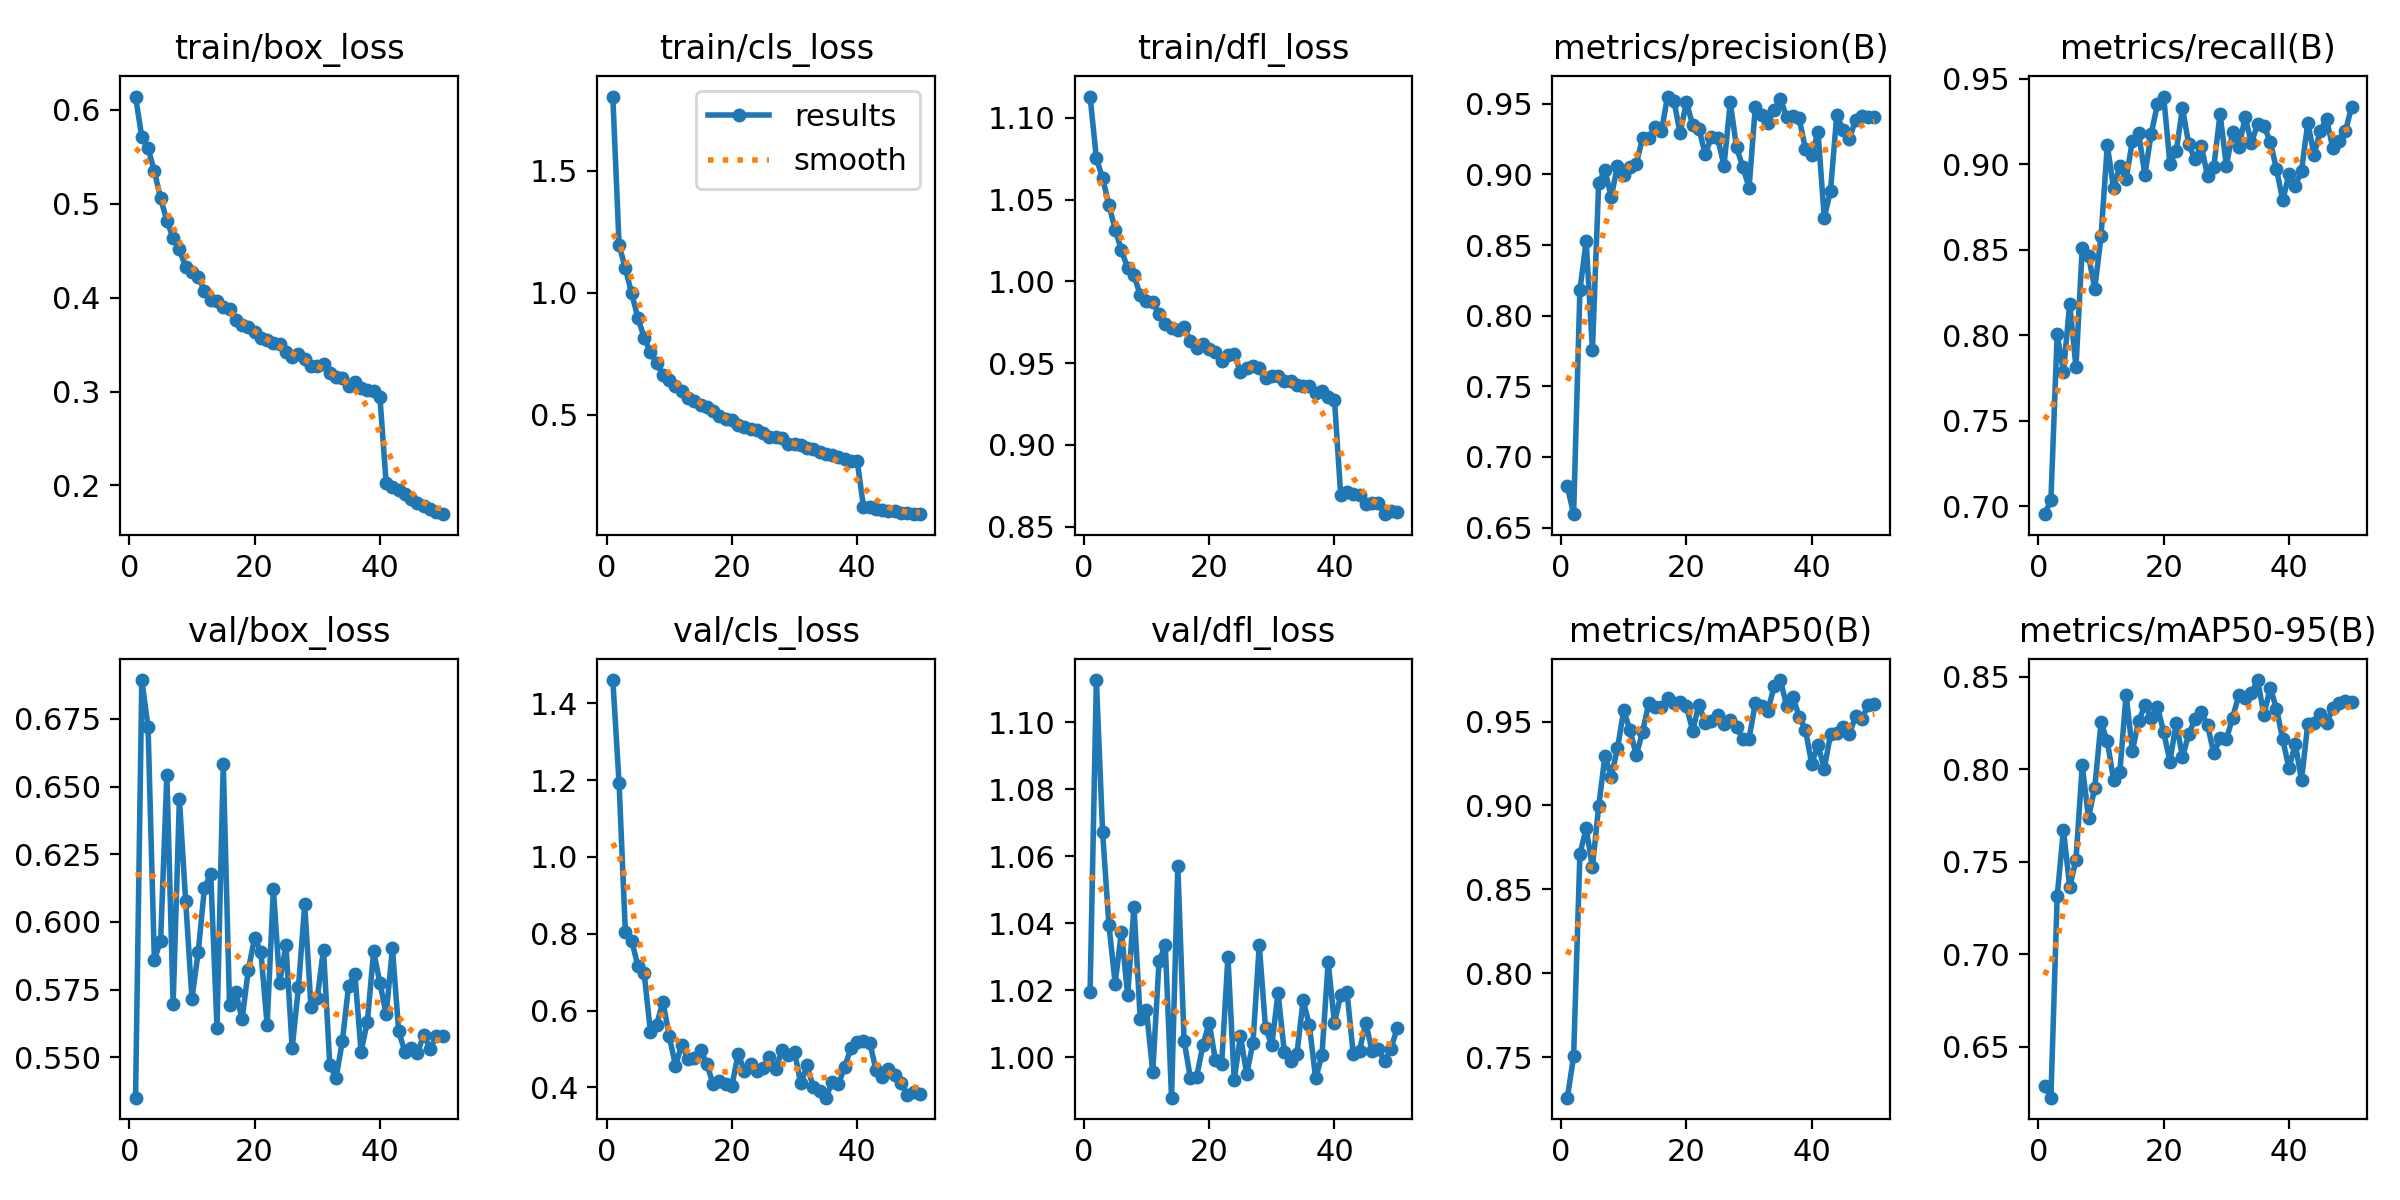 train/box_loss
0.6
0.5
0.4
0.3
0.2
0 20 40
train/cls_loss
results
smooth
1.5
1.0
0.5
0 20 40
train/dfl_loss
1.10
1.05
1.00
0.95
0.90
0.85
0 20 40
metrics/precision(B)
0.95
0.90
0.85
0.80
0.75
0.70
0.65
0 20 40
metrics/recall(B)
0.95
0.90
0.85
0.80
0.75
0.70
0 20 40
val/box_loss
0.675
0.650
0.625
0.600
0.575
0.550
0 20 40
val/cls_loss
1.4
1.2
1.0
0.8
0.6
0.4
0 20 40
val/dfl_loss
1.10
1.08
1.06
1.04
1.02
1.00
0 20 40
metrics/mAP50(B)
0.95
0.90
0.85
0.80
0.75
0 20 40
metrics/mAP50-95(B)
0.85
0.80
0.75
0.70
0.65
0 20 40